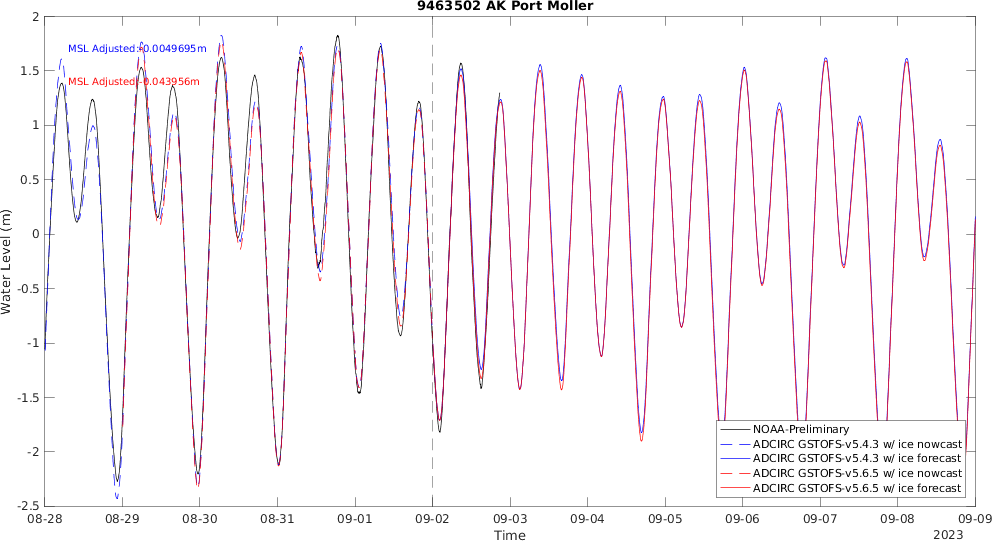 9463502 AK Port Moller
MSL Adjusted:-0.0049695m
MSL Adjusted:-0.043956m
Water Level (m)
2
1.5
1
0.5
0
-0.5
-1
-1.5
-2
-2.5
NOAA-Preliminary
ADCIRC GSTOFS-v5.4.3 w/ ice nowcast
ADCIRC GSTOFS-v5.4.3 w/ ice forecast
ADCIRC GSTOFS-v5.6.5 w/ ice nowcast
ADCIRC GSTOFS-v5.6.5 w/ ice forecast
08-28 08-29 08-30 08-31 09-01 09-02 09-03 09-04 09-05 09-06 09-07 09-08 09-09
Time
2023